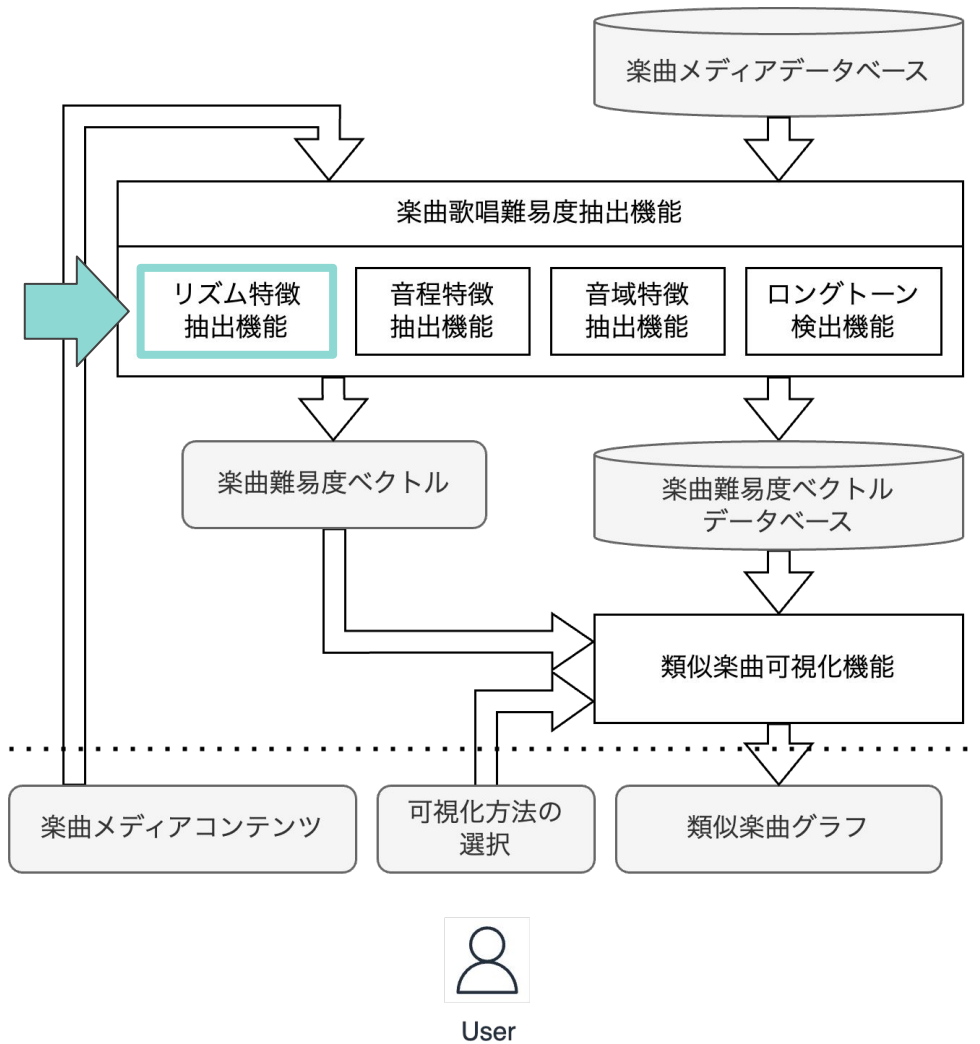 楽曲メディアデータベース
楽曲歌唱難易度抽出機能
リズム特徴
抽出機能
音程特徴
抽出機能
音域特徴
抽出機能
ロングトーン
検出機能
楽曲難易度ベクトル
楽曲難易度ベクトル
データベース
類似楽曲可視化機能
楽曲メディアコンテンツ
可視化方法の
選択
類似楽曲グラフ
User